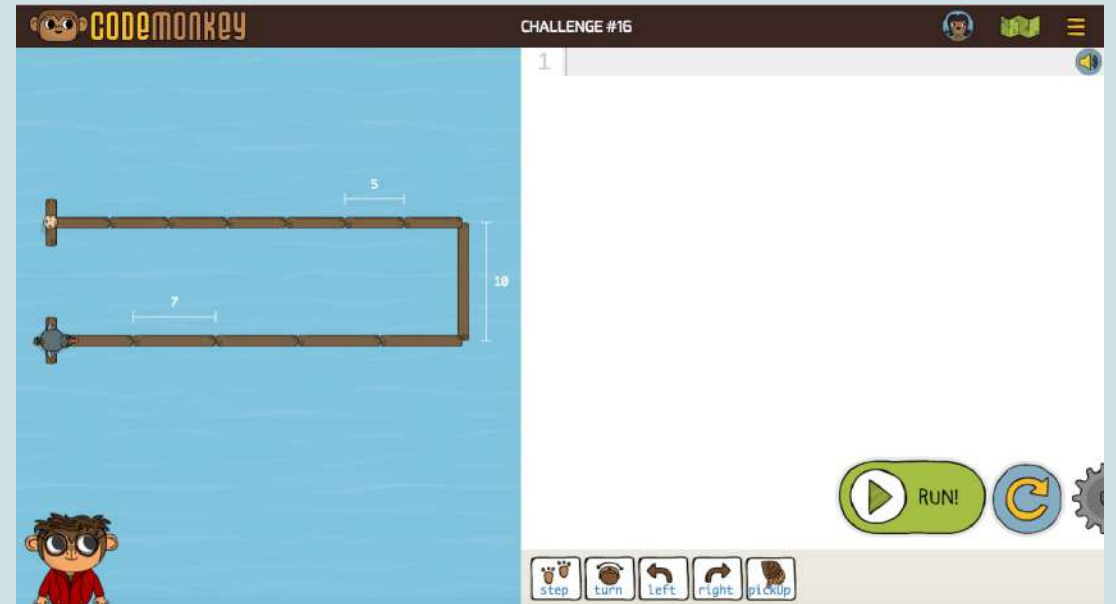 CODEMONKEY
CHALLENGE #16
1
5
10
7
RUN!
step turn left right pickUp